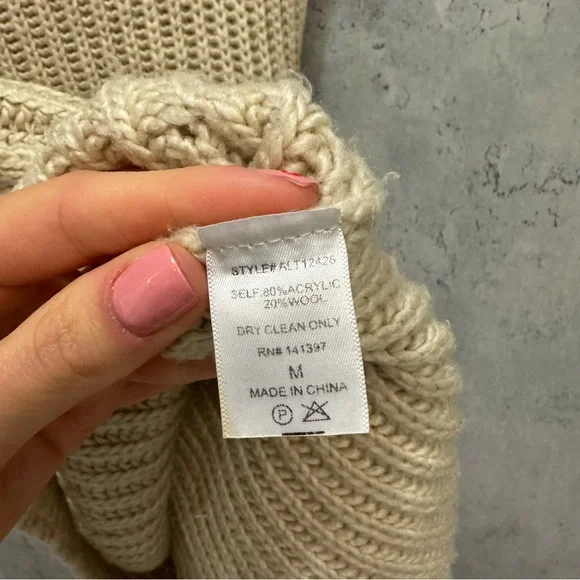 STYLE# ALT12426
SELF:80%ACRYLIC
20%WOOL
DRY CLEAN ONLY
RN# 141397
M
MADE IN CHINA
P